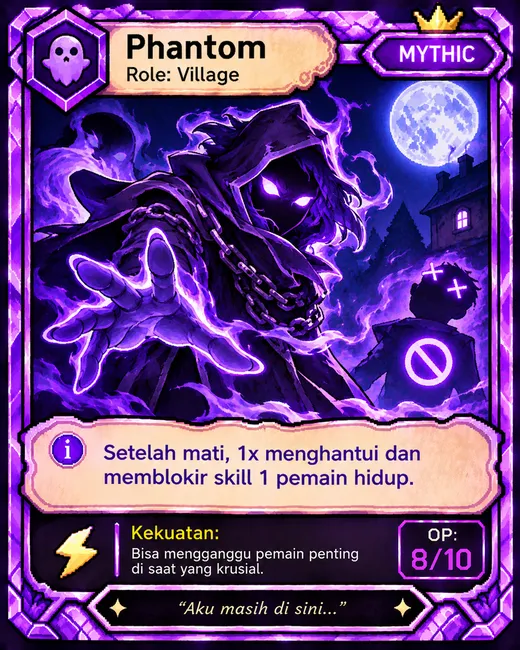 Phantom
Role: Village
MYTHIC
Setelah mati, 1x menghantui dan
memblokir skill 1 pemain hidup.
Kekuatan:
Bisa mengganggu pemain penting
di saat yang krusial.
OP:
8/10
“Aku masih di sini...”